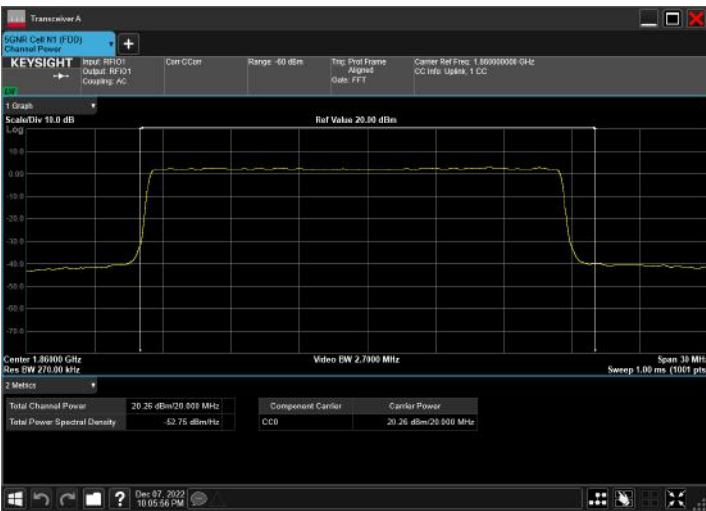 Transceiver A
5GNR Cell N1 (FDD)
Channel Power
KEYSIGHT
Input: RFIO1
Output: RFIO1
Coupling: AC
Corr CCorr
Range: -60 dBm
Trig: Prot Frame
Aligned
Gate: FFT
Carrier Ref Freq: 1.860000000 GHz
CC Info: Uplink, 1 CC
1 Graph
Scale/Div 10.0 dB
Ref Value 20.00 dBm
Log
10.0
0.00
-10.0
-20.0
-30.0
-40.0
-50.0
-60.0
-70.0
Center 1.86000 GHz
Video BW 2.7000 MHz
Span 30 MHz
Res BW 270.00 kHz
Sweep 1.00 ms (1001 pts
2 Metrics
Total Channel Power 20.26 dBm/20.000 MHz
Total Power Spectral Density -52.75 dBm/Hz
Component Carrier Carrier Power
CC0 20.26 dBm/20.000 MHz
?
Dec 07, 2022
10:05:56 PM